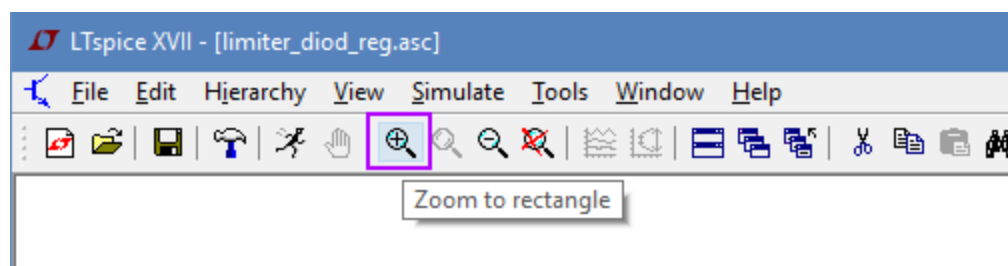 LTspice XVII - [limiter_diod_reg.asc]
File Edit Hierarchy View Simulate Tools Window Help
Zoom to rectangle